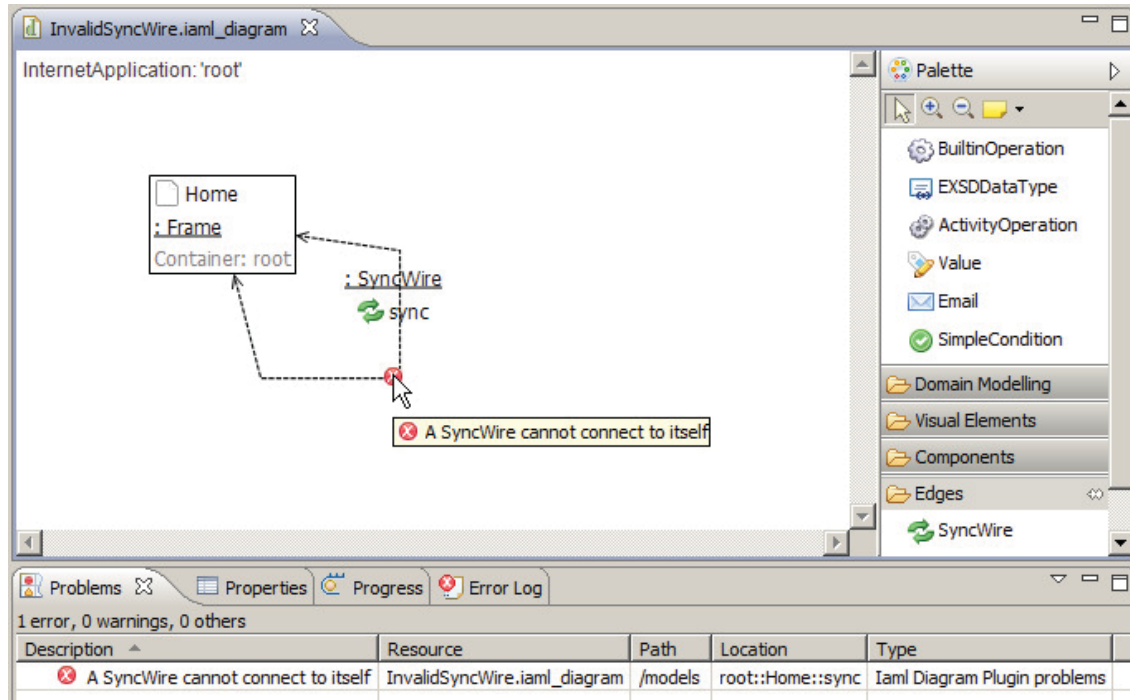 InvalidSyncWire.iaml_diagram
InternetApplication: 'root'
Home
: Frame
Container: root
: SyncWire
sync
A SyncWire cannot connect to itself
Palette
BuiltinOperation
EXSDDataType
ActivityOperation
Value
Email
SimpleCondition
Domain Modelling
Visual Elements
Components
Edges
SyncWire
Problems Properties Progress Error Log
1 error, 0 warnings, 0 others
Description Resource Path Location Type
A SyncWire cannot connect to itself InvalidSyncWire.iaml_diagram /models root::Home::sync Iaml Diagram Plugin problems